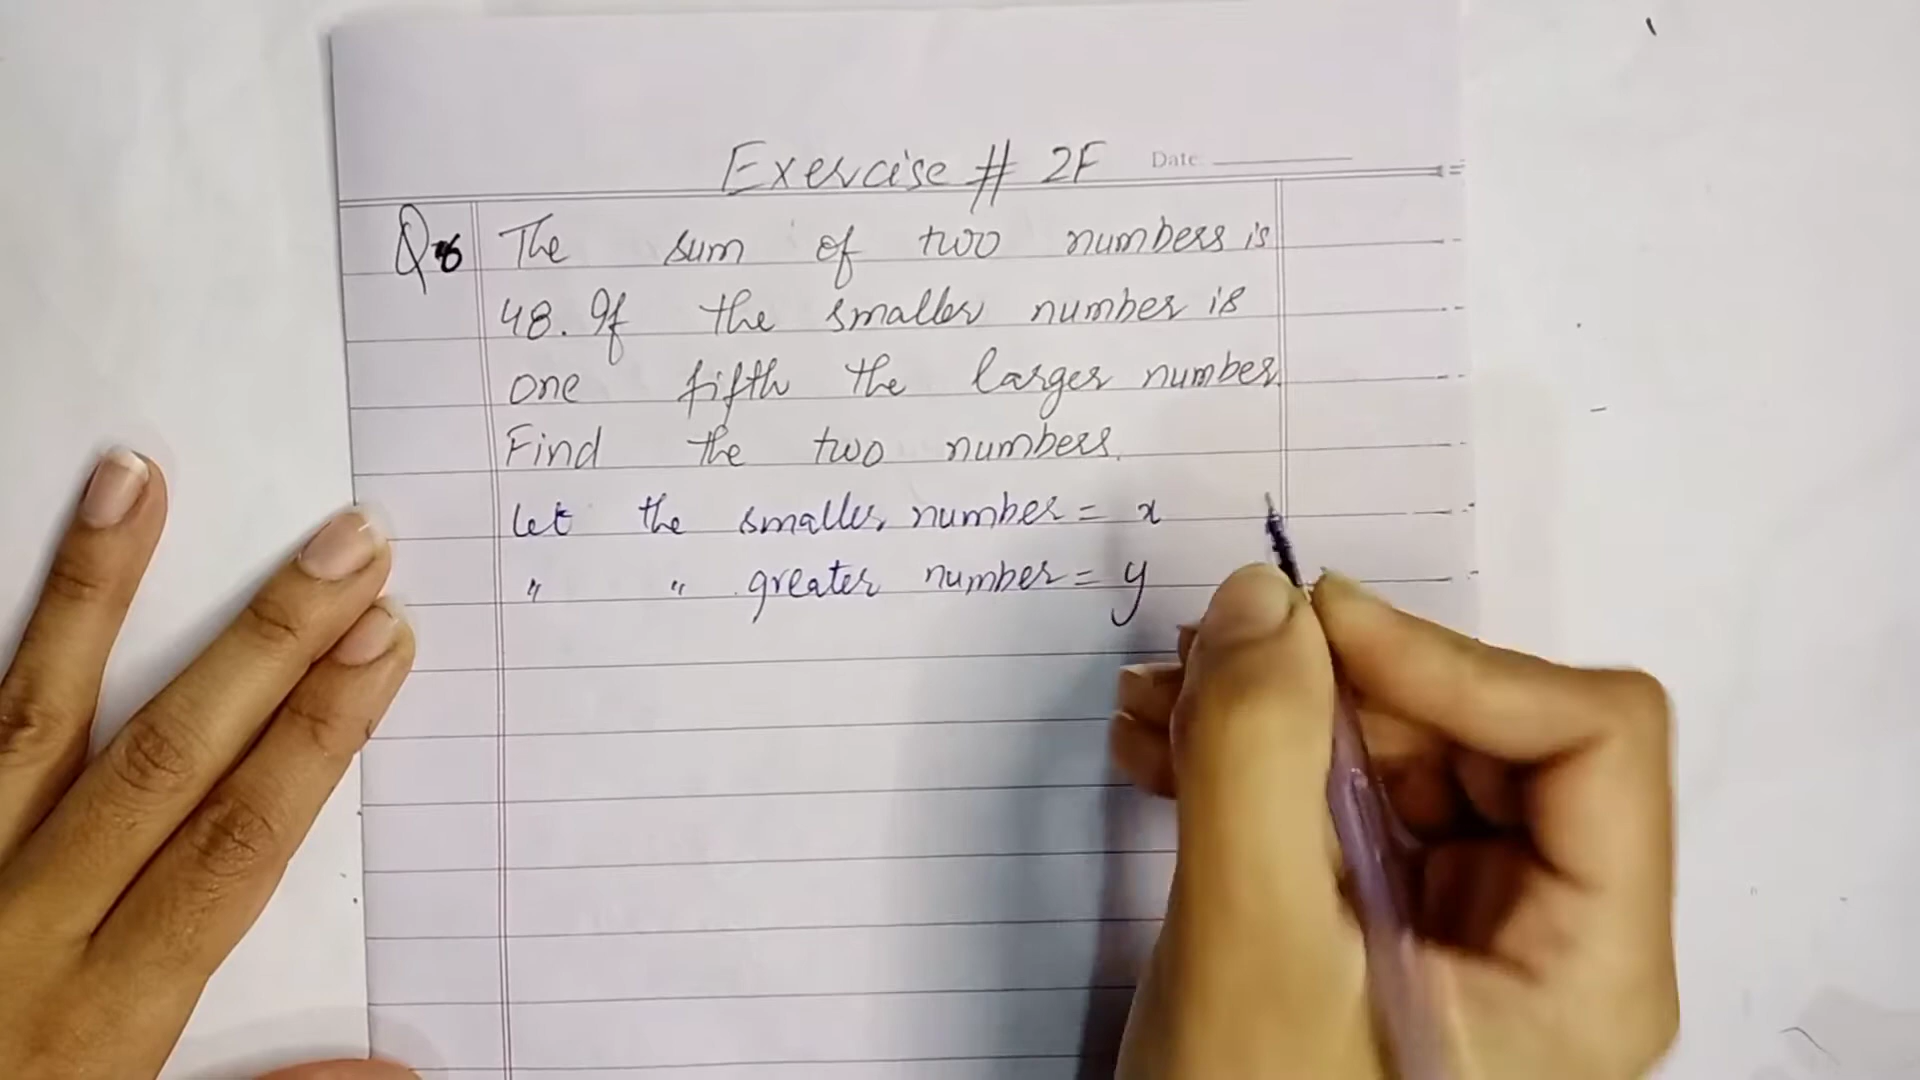 Exercise # 2F Date
Q6 The sum of two numbers is
48. If the smaller number is
one fifth the larger number.
Find the two numbers.
let the smaller number = x
" " greater number = y